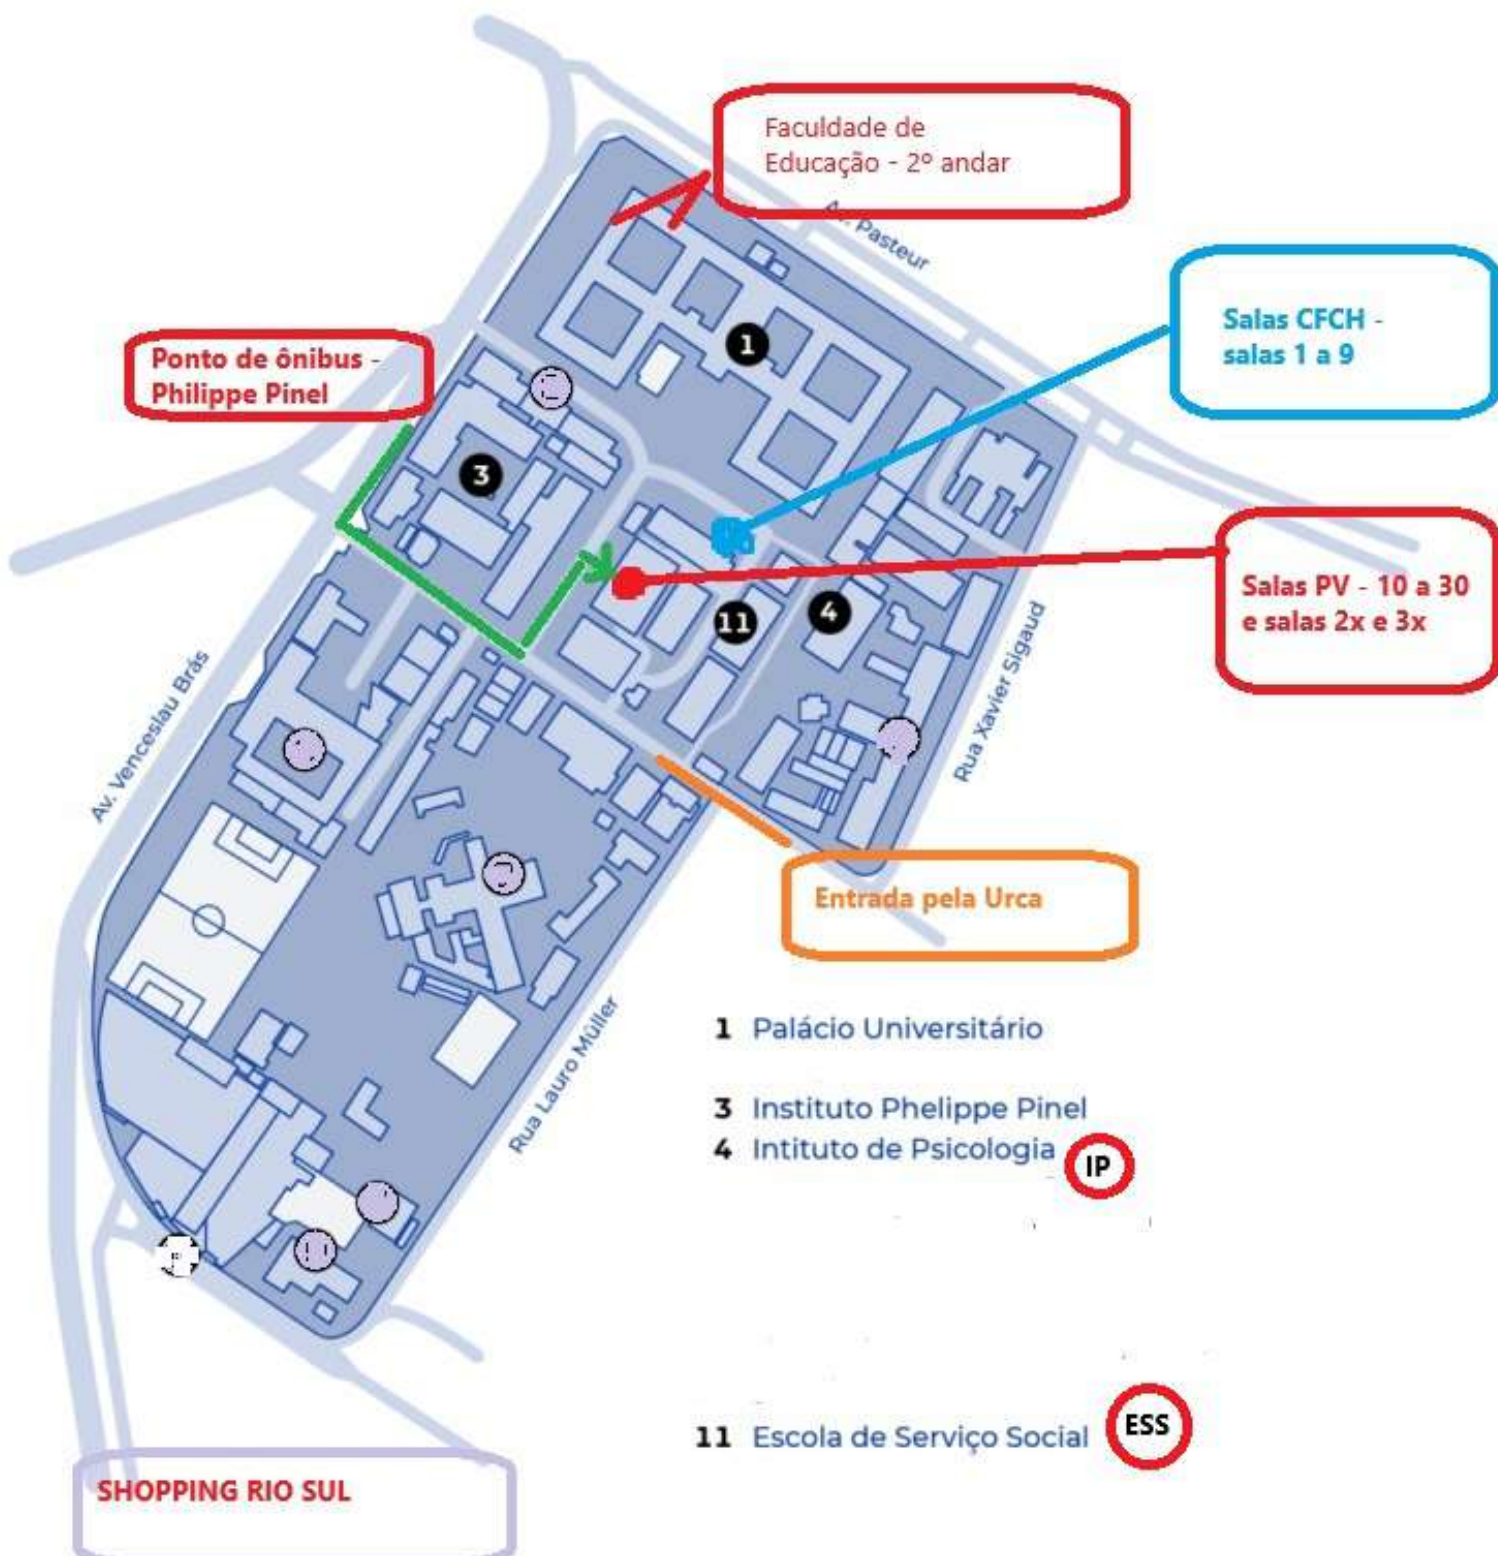 Faculdade de
Educação - 2º andar
Av. Pasteur
Salas CFCH -
salas 1 a 9
1
Ponto de ônibus -
Philippe Pinel
3
Salas PV - 10 a 30
e salas 2x e 3x
11
4
Av. Venceslau Brás
Rua Xavier Sigaud
Entrada pela Urca
Rua Lauro Müller
1 Palácio Universitário
3 Instituto Phelippe Pinel
4 Intituto de Psicologia
IP
11 Escola de Serviço Social
ESS
SHOPPING RIO SUL